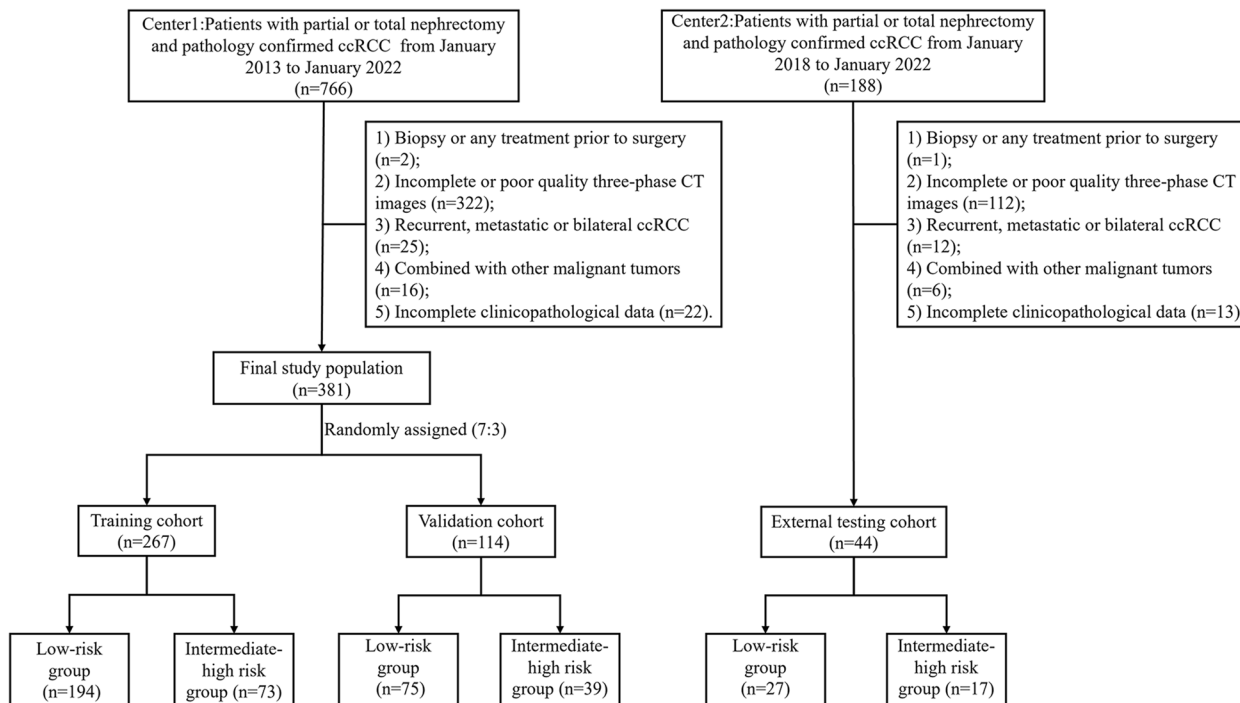 Center1:Patients with partial or total nephrectomy
and pathology confirmed ccRCC from January
2013 to January 2022
(n=766)
Center2:Patients with partial or total nephrectomy
and pathology confirmed ccRCC from January
2018 to January 2022
(n=188)
1) Biopsy or any treatment prior to surgery
(n=2);
2) Incomplete or poor quality three-phase CT
images (n=322);
3) Recurrent, metastatic or bilateral ccRCC
(n=25);
4) Combined with other malignant tumors
(n=16);
5) Incomplete clinicopathological data (n=22).
1) Biopsy or any treatment prior to surgery
(n=1);
2) Incomplete or poor quality three-phase CT
images (n=112);
3) Recurrent, metastatic or bilateral ccRCC
(n=12);
4) Combined with other malignant tumors
(n=6);
5) Incomplete clinicopathological data (n=13)
Final study population
(n=381)
Randomly assigned (7:3)
Training cohort
(n=267)
Validation cohort
(n=114)
External testing cohort
(n=44)
Low-risk
group
(n=194)
Intermediate-
high risk
group (n=73)
Low-risk
group
(n=75)
Intermediate-
high risk
group (n=39)
Low-risk
group
(n=27)
Intermediate-
high risk
group (n=17)